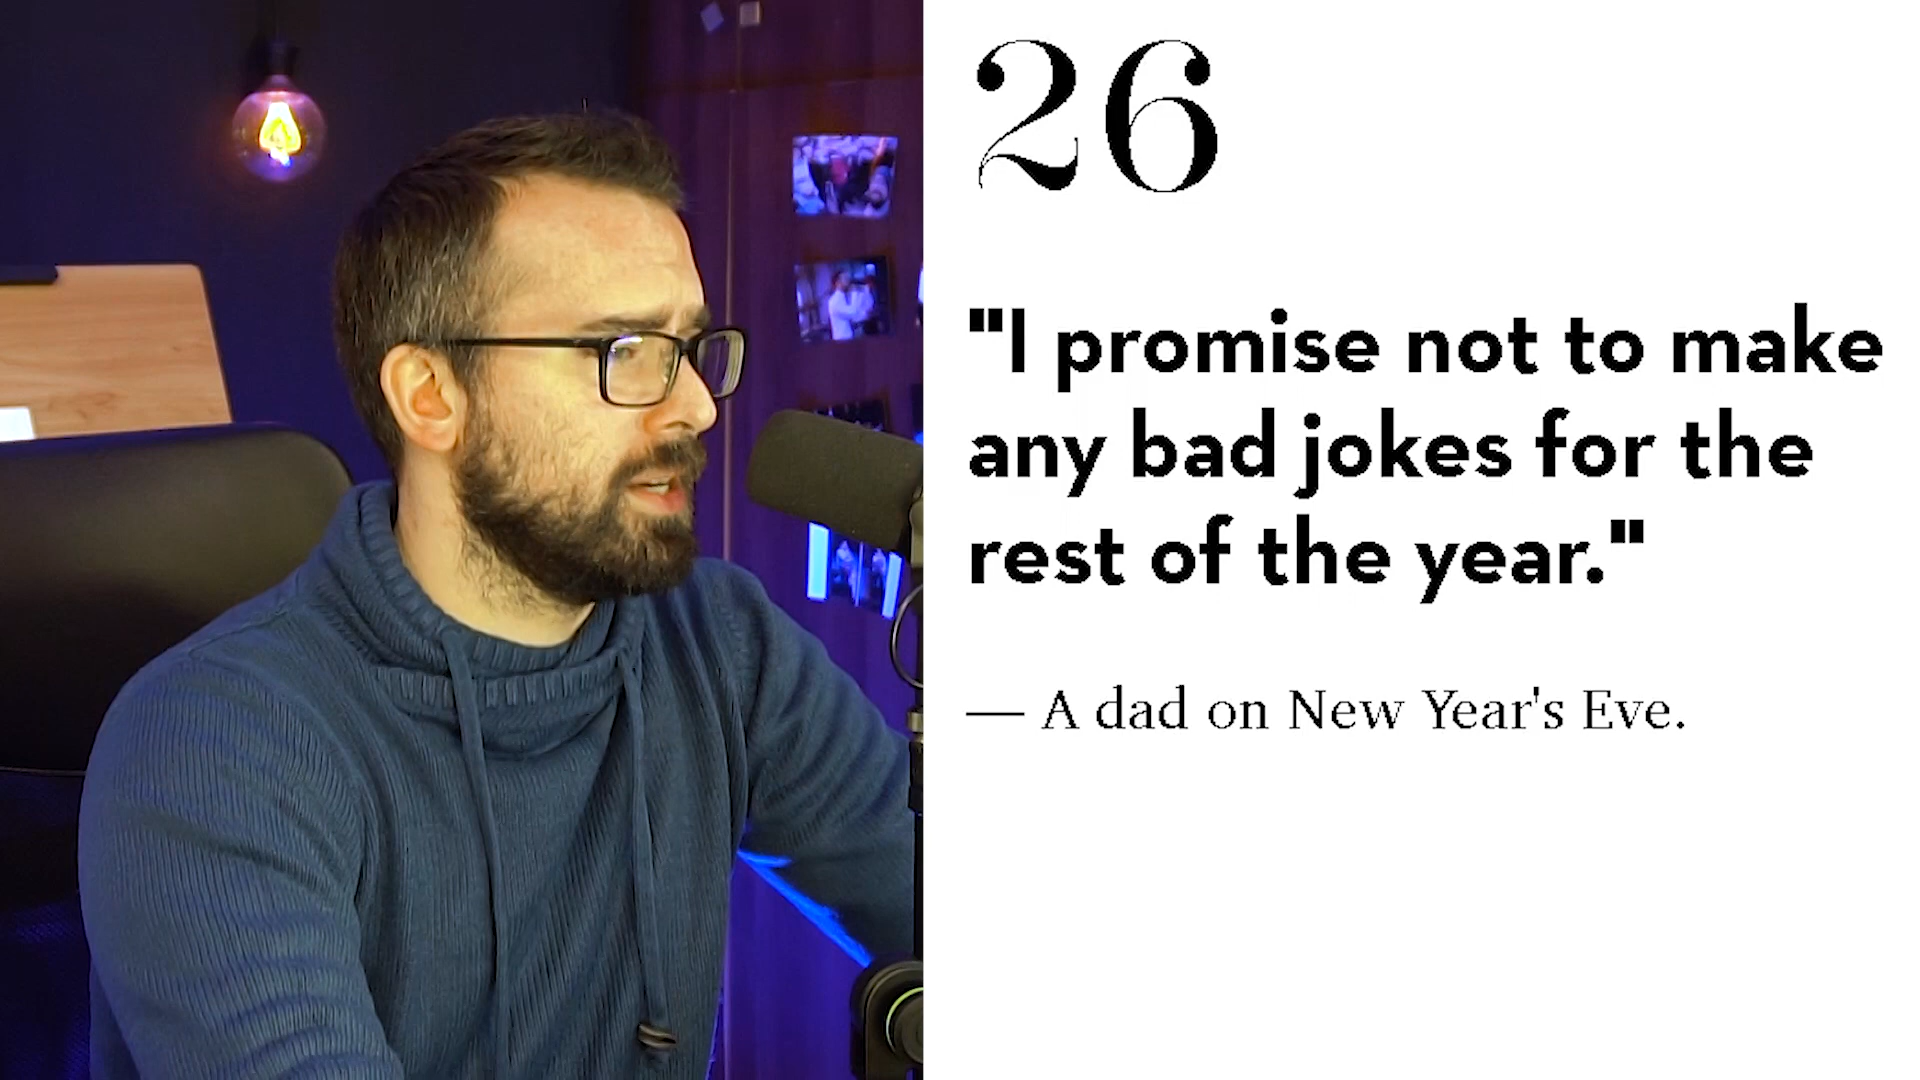 26
"I promise not to make
any bad jokes for the
rest of the year."
— A dad on New Year's Eve.